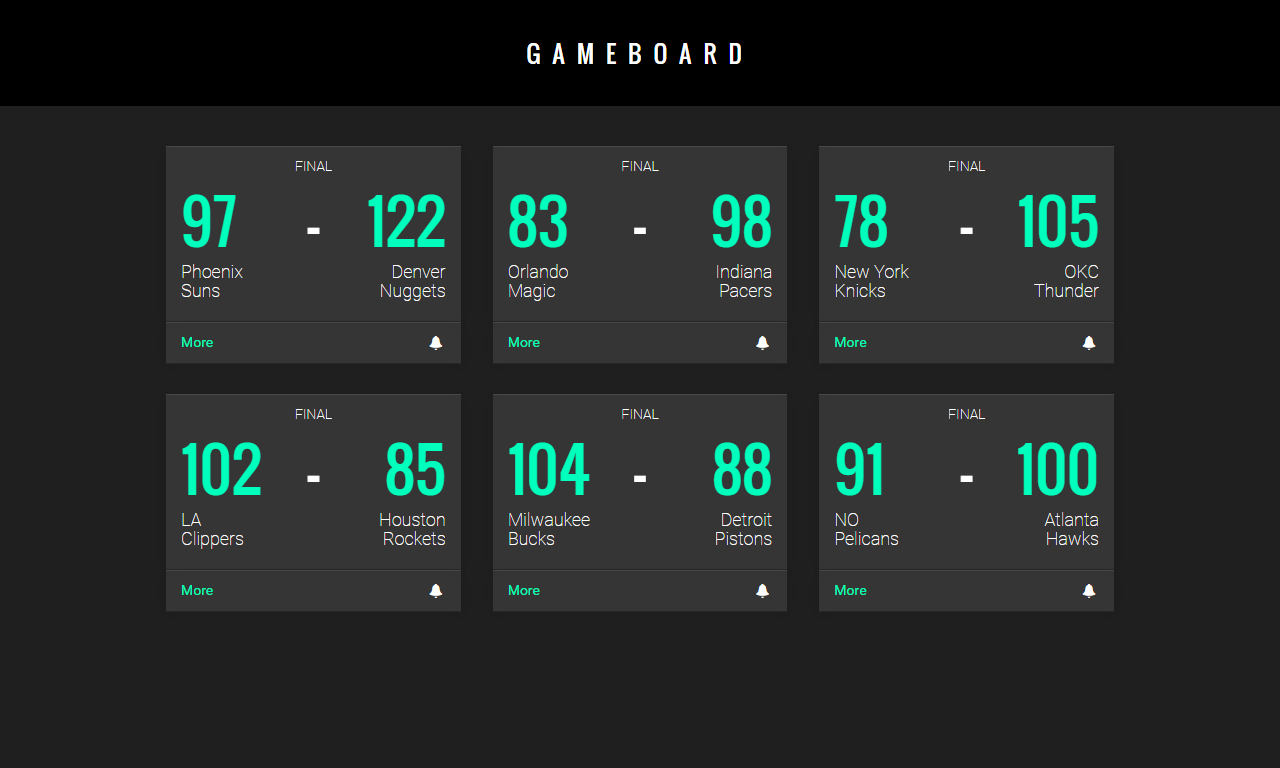 GAMEBOARD
FINAL
97 - 122
Phoenix Denver
Suns Nuggets
More
FINAL
83 - 98
Orlando Indiana
Magic Pacers
More
FINAL
78 - 105
New York OKC
Knicks Thunder
More
FINAL
102 - 85
LA Houston
Clippers Rockets
More
FINAL
104 - 88
Milwaukee Detroit
Bucks Pistons
More
FINAL
91 - 100
NO Atlanta
Pelicans Hawks
More